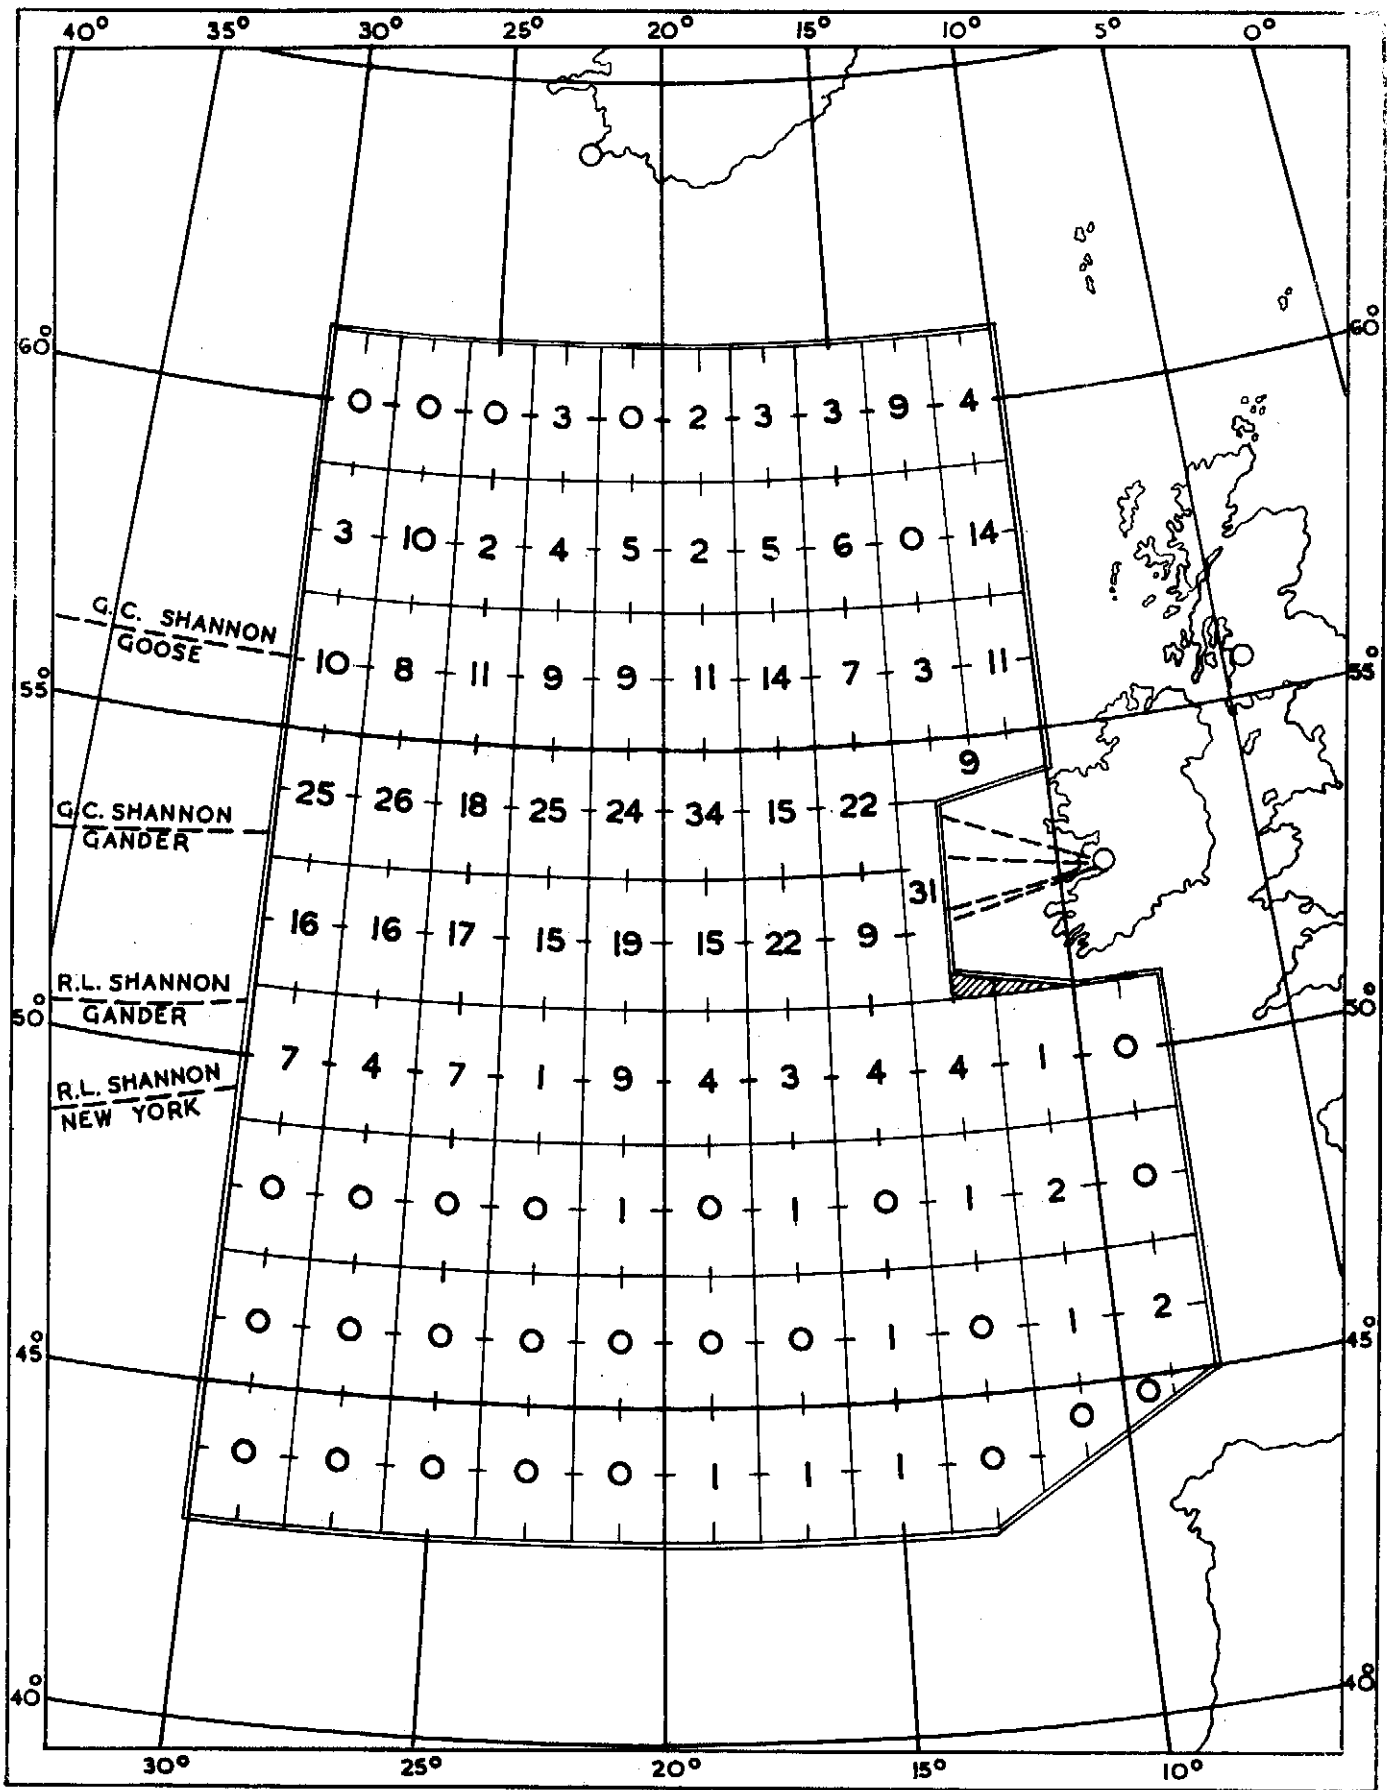 40° 35° 30° 25° 20° 15° 10° 5° 0°
60° 60°
0 0 0 3 0 2 3 3 9 4
3 10 2 4 5 2 5 6 0 14
G.C. SHANNON
GOOSE
10 8 11 9 9 11 14 7 3 11
55° 55°
9
25 26 18 25 24 34 15 22
G.C. SHANNON
GANDER
31
16 16 17 15 19 15 22 9
R.L. SHANNON
GANDER
50° 50°
7 4 7 1 9 4 3 4 4 1 0
R.L. SHANNON
NEW YORK
0 0 0 0 1 0 1 0 1 2 0
0 0 0 0 0 0 0 1 0 1 2
45° 45°
0 0
0 0 0 0 0 1 1 1 0
40° 40°
30° 25° 20° 15° 10°